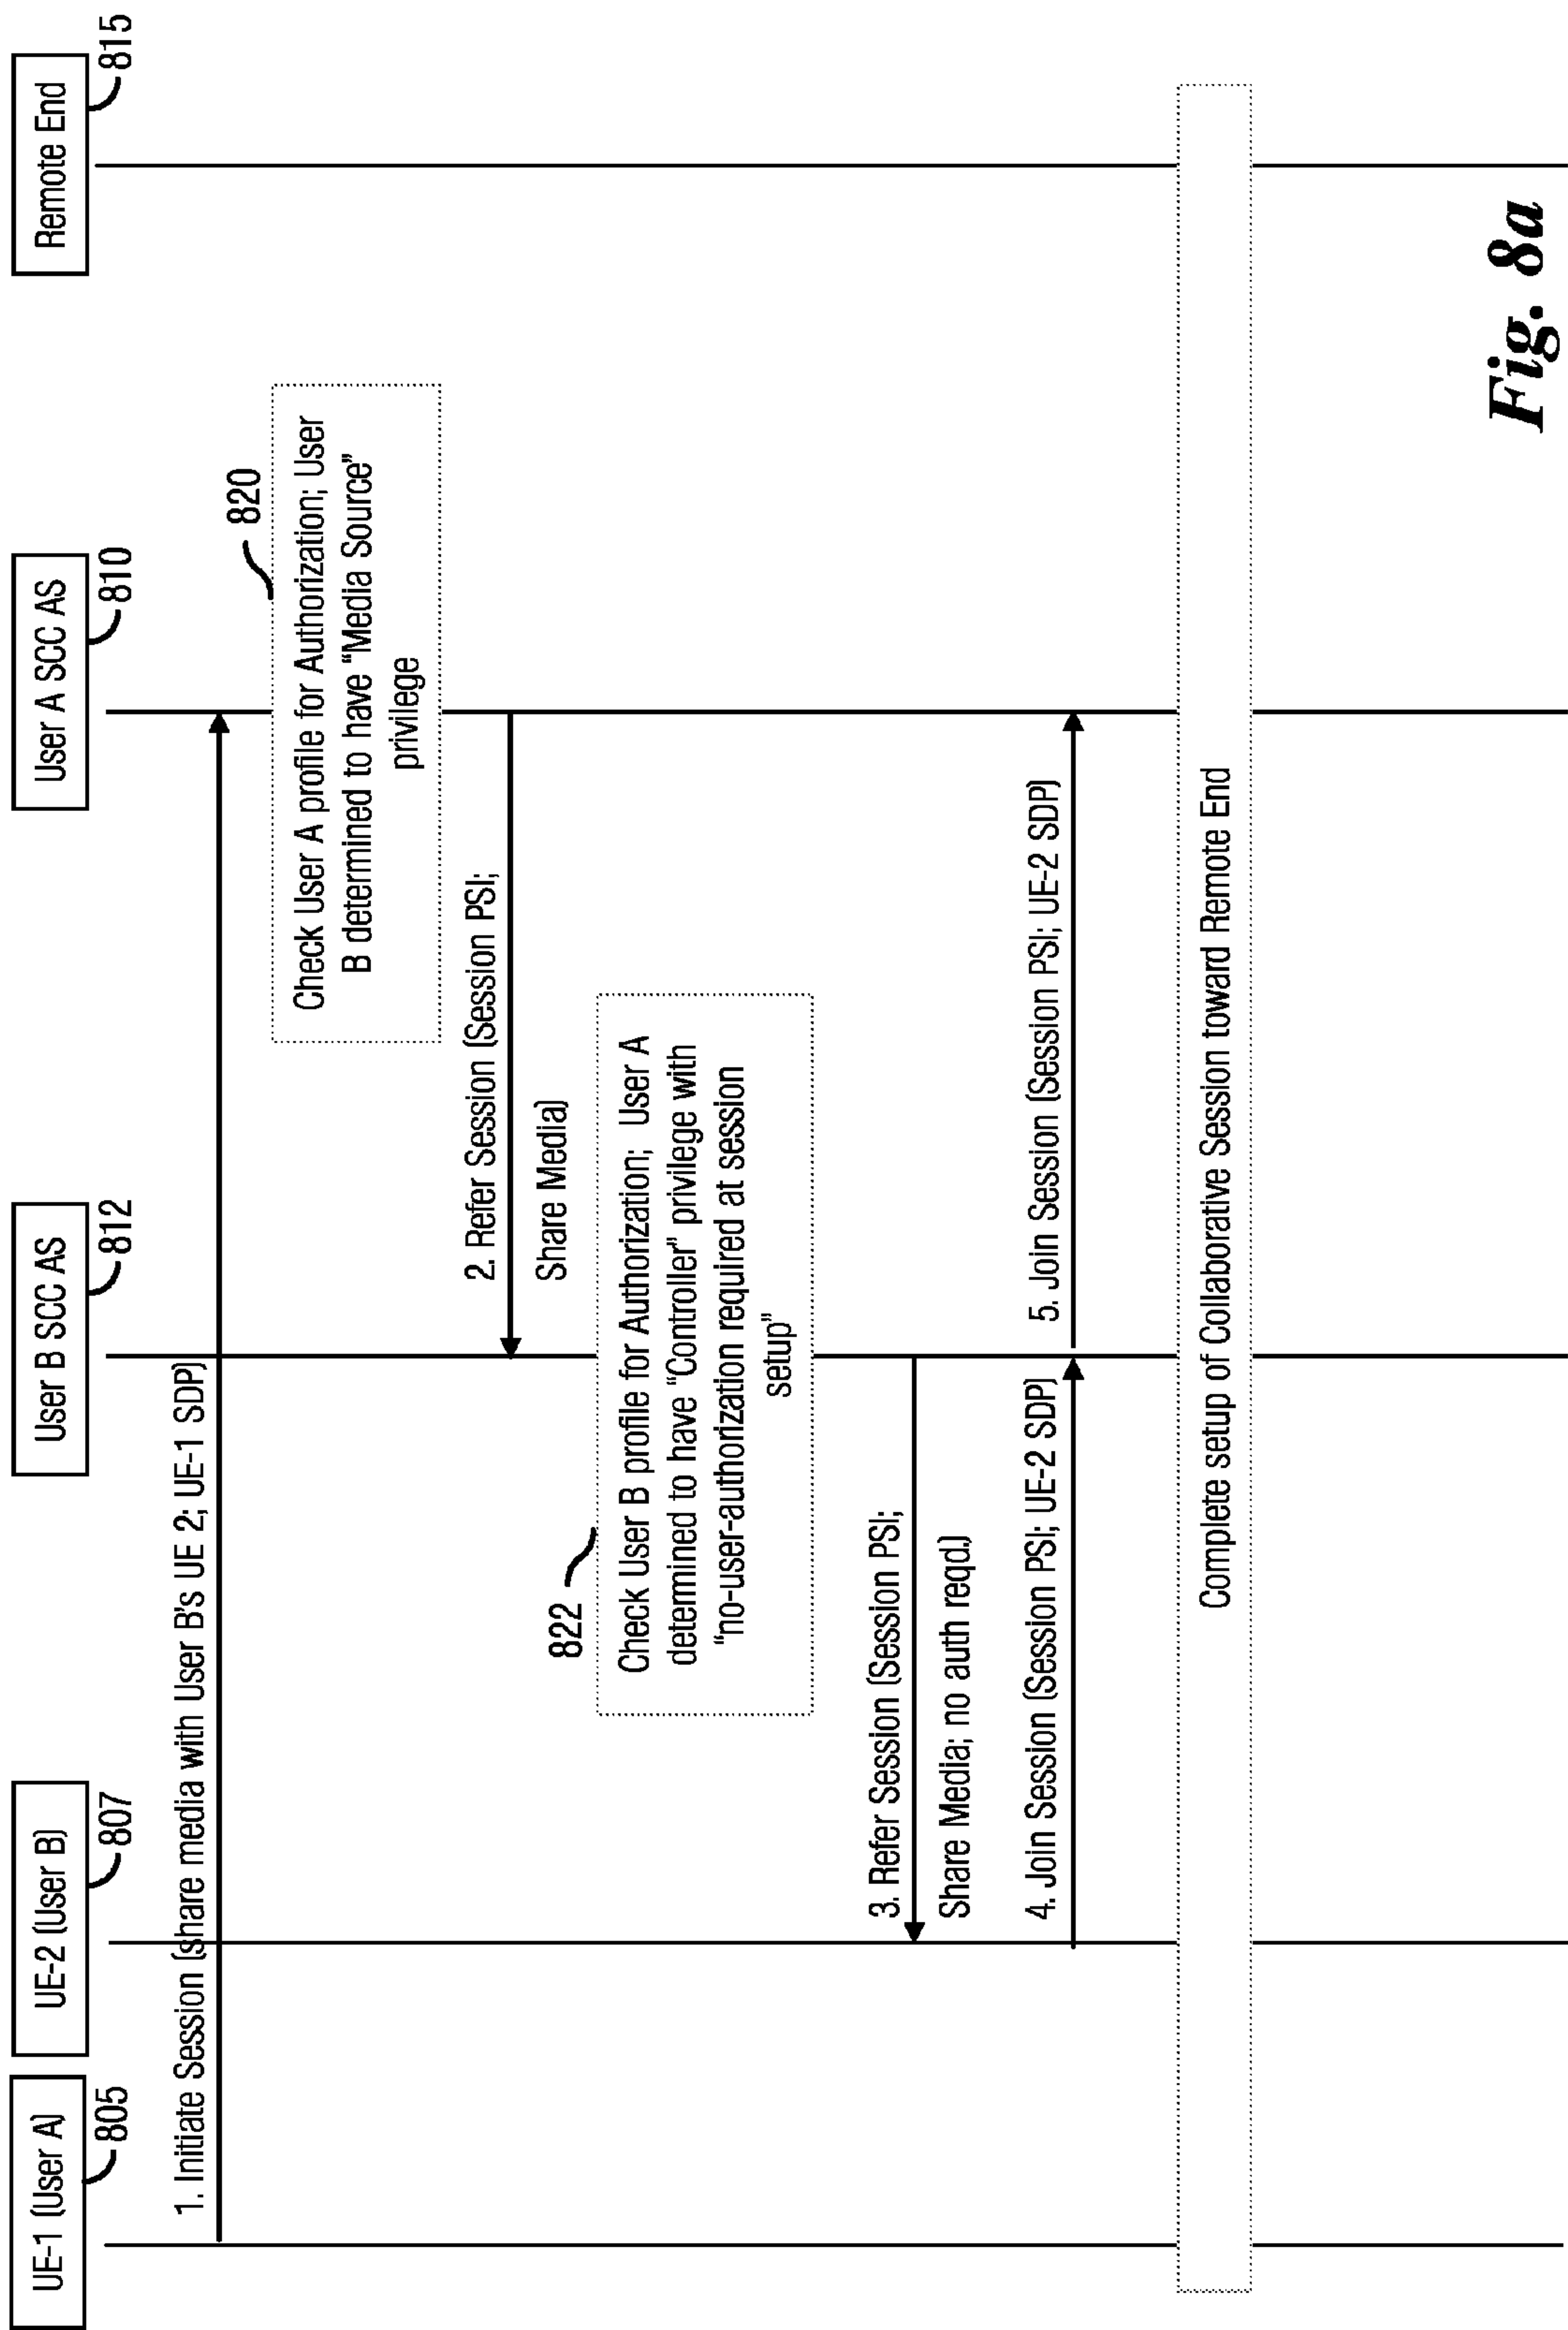 UE-1 (User A)
805
UE-2 (User B)
807
User B SCC AS
812
User A SCC AS
810
Remote End
815
1. Initiate Session (share media with User B's UE 2; UE-1 SDP)
820
Check User A profile for Authorization; User
B determined to have “Media Source”
privilege
2. Refer Session (Session PSI;
Share Media)
822
Check User B profile for Authorization; User A
determined to have “Controller” privilege with
“no-user-authorization required at session
setup”
3. Refer Session (Session PSI;
Share Media; no auth reqd.)
4. Join Session (Session PSI; UE-2 SDP)
5. Join Session (Session PSI; UE-2 SDP)
Complete setup of Collaborative Session toward Remote End
Fig. 8a